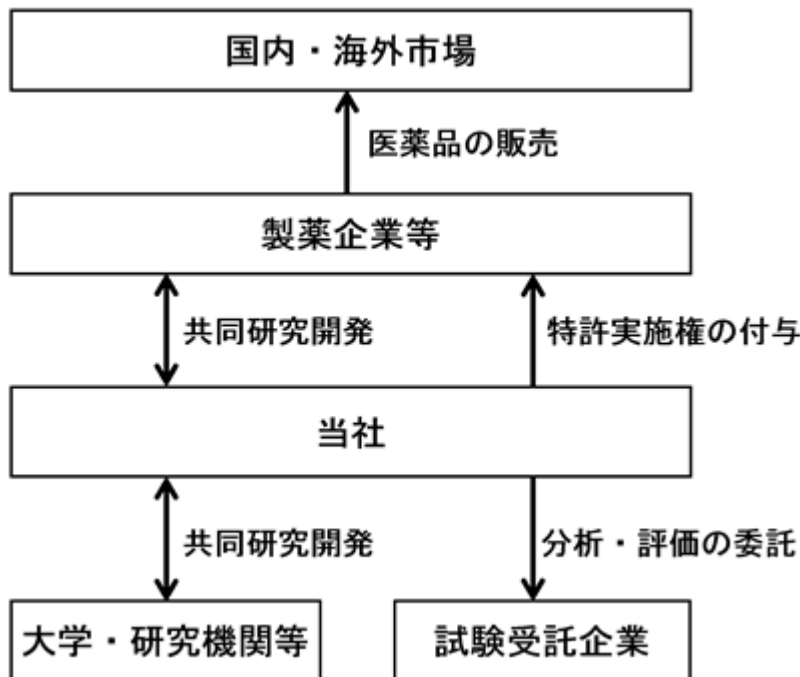 国内・海外市場
医薬品の販売
製薬企業等
共同研究開発
特許実施権の付与
当社
共同研究開発
分析・評価の委託
大学・研究機関等
試験受託企業